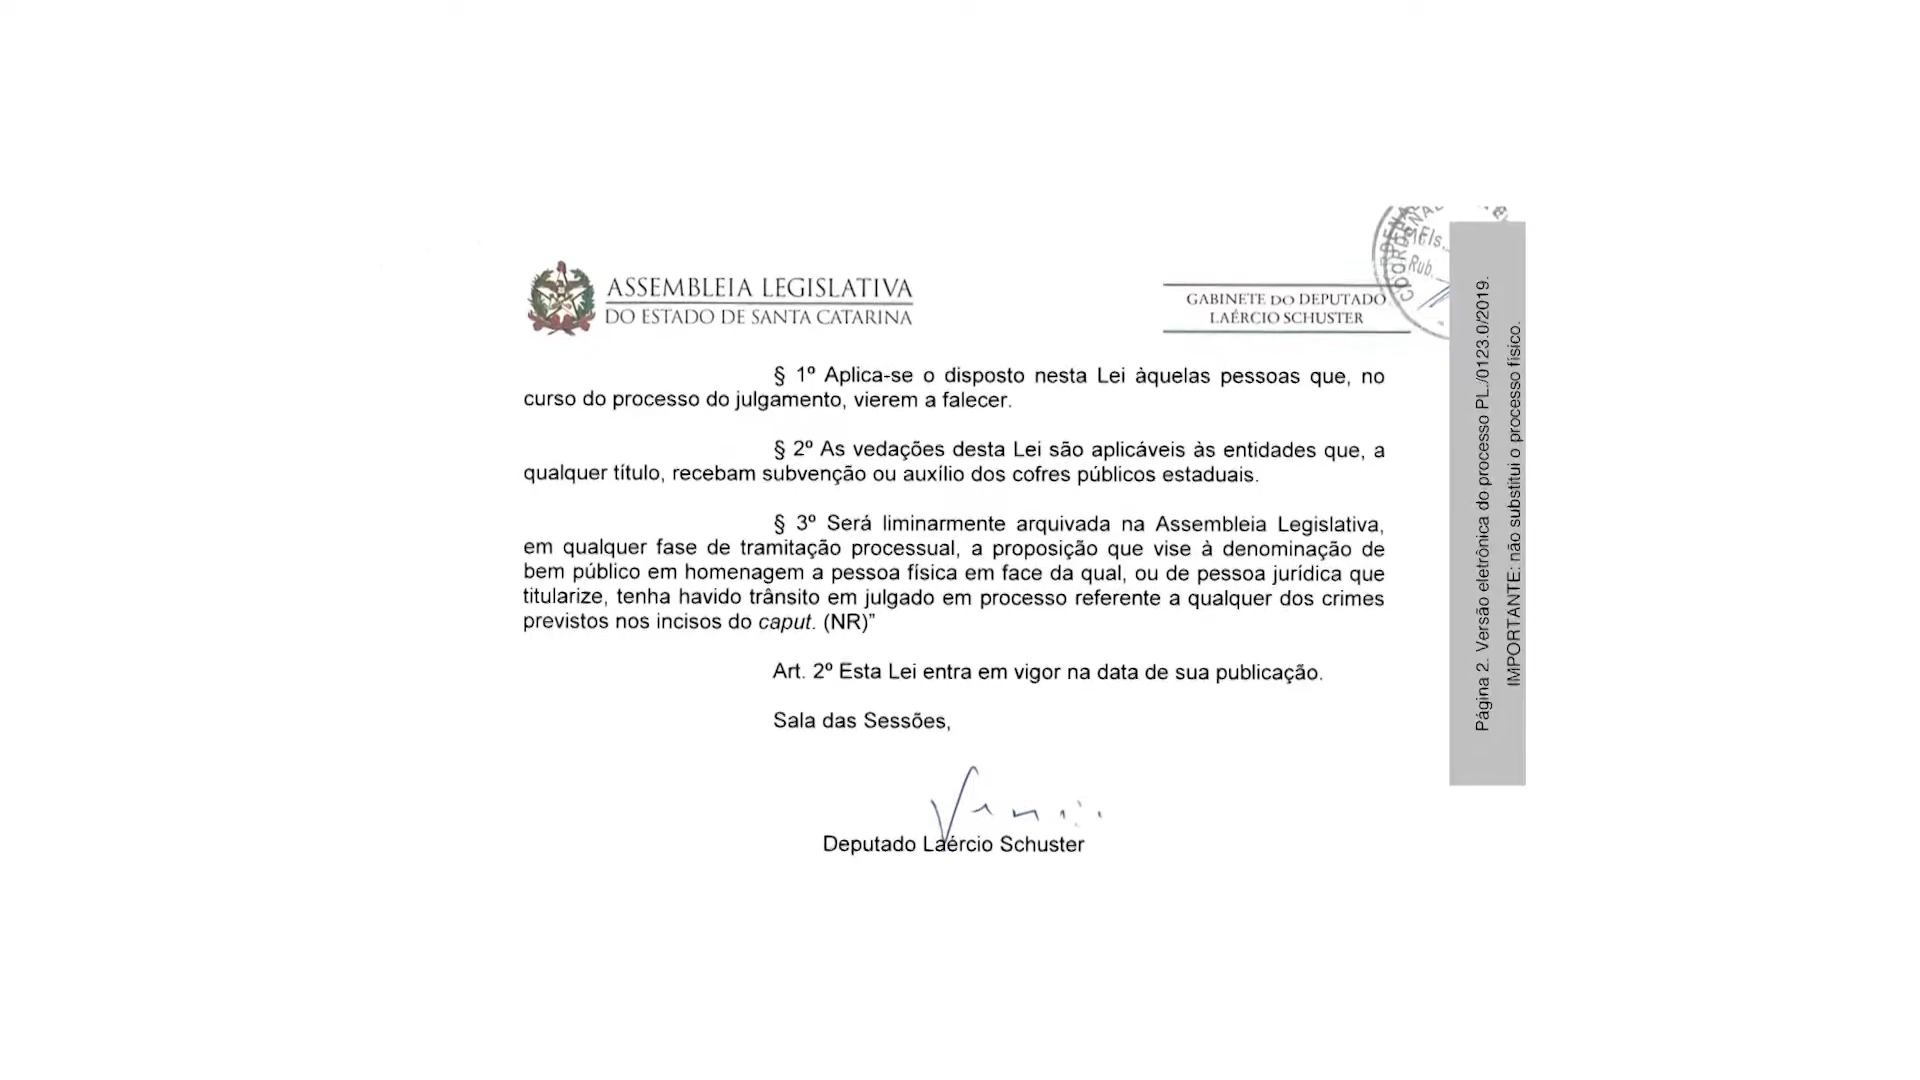 ASSEMBLEIA LEGISLATIVA
DO ESTADO DE SANTA CATARINA
GABINETE DO DEPUTADO
LAÉRCIO SCHUSTER
Fls.
Rub.
§ 1º Aplica-se o disposto nesta Lei àquelas pessoas que, no
curso do processo do julgamento, vierem a falecer.
§ 2º As vedações desta Lei são aplicáveis às entidades que, a
qualquer título, recebam subvenção ou auxílio dos cofres públicos estaduais.
§ 3º Será liminarmente arquivada na Assembleia Legislativa,
em qualquer fase de tramitação processual, a proposição que vise à denominação de
bem público em homenagem a pessoa física em face da qual, ou de pessoa jurídica que
titularize, tenha havido trânsito em julgado em processo referente a qualquer dos crimes
previstos nos incisos do caput. (NR)”
Art. 2º Esta Lei entra em vigor na data de sua publicação.
Sala das Sessões,
Deputado Laércio Schuster
Página 2. Versão eletrônica do processo PL./0123.0/2019.
IMPORTANTE: não substitui o processo físico.